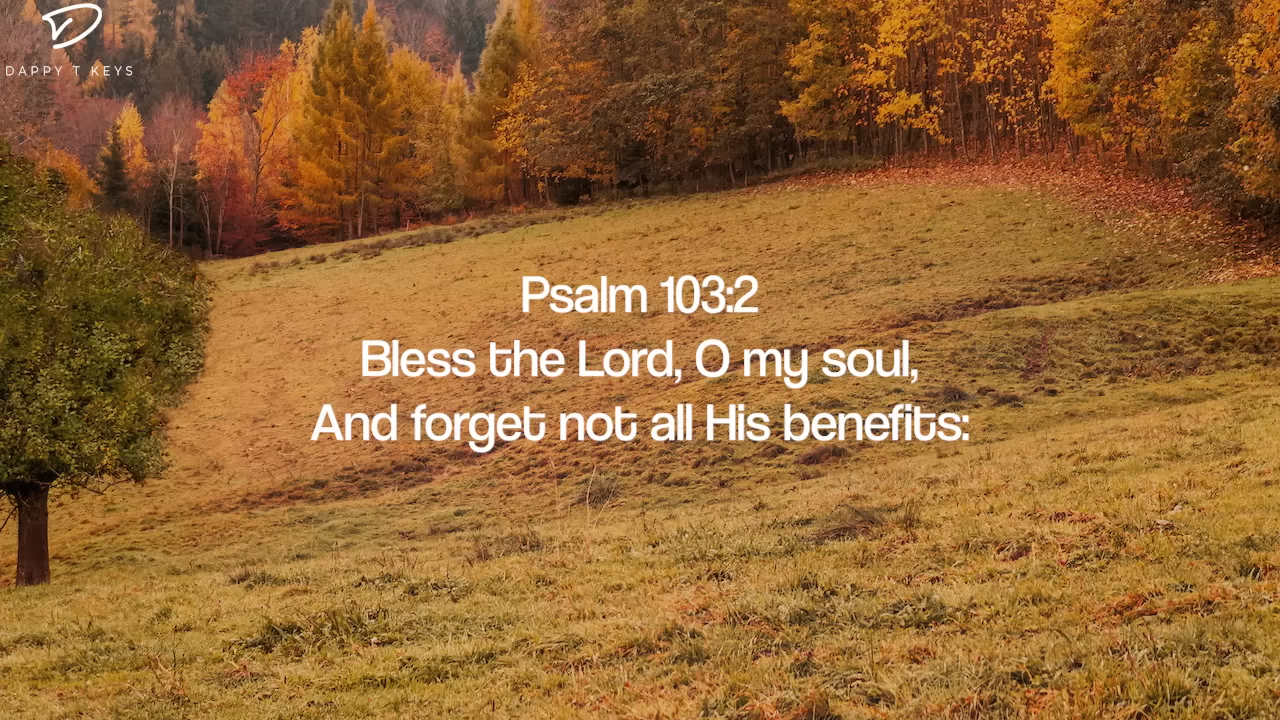 DAPPY T KEYS
Psalm 103:2
Bless the Lord, O my soul,
And forget not all His benefits: